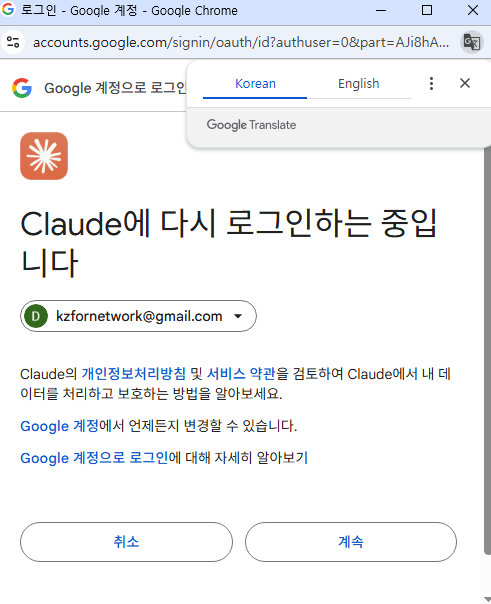 로그인 - Google 계정 - Google Chrome
accounts.google.com/signin/oauth/id?authuser=0&part=AJi8hA...
Google 계정으로 로그인
Korean
English
Google Translate
Claude에 다시 로그인하는 중입
니다
D
kzfornetwork@gmail.com
Claude의 개인정보처리방침 및 서비스 약관을 검토하여 Claude에서 내 데
이터를 처리하고 보호하는 방법을 알아보세요.
Google 계정에서 언제든지 변경할 수 있습니다.
Google 계정으로 로그인에 대해 자세히 알아보기
취소
계속